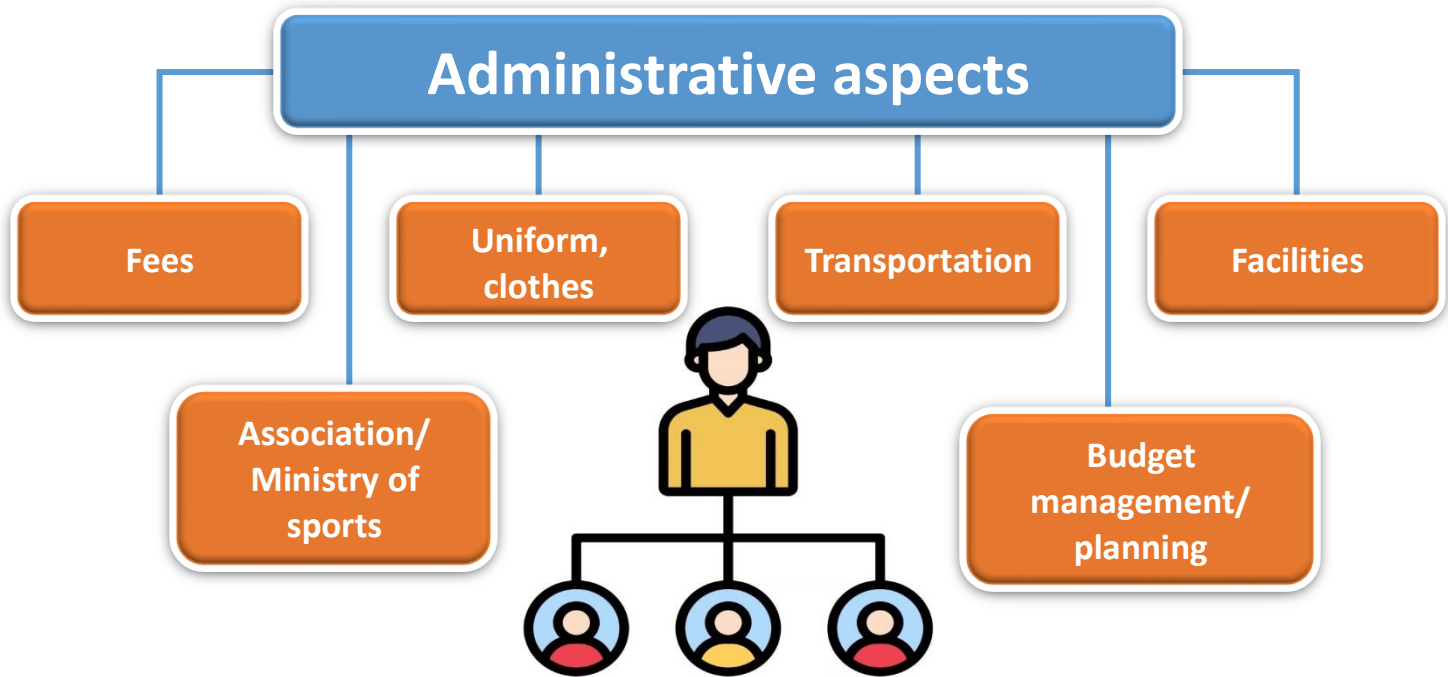 Administrative aspects
Fees
Uniform,
clothes
Transportation
Facilities
Association/
Ministry of
sports
Budget
management/
planning